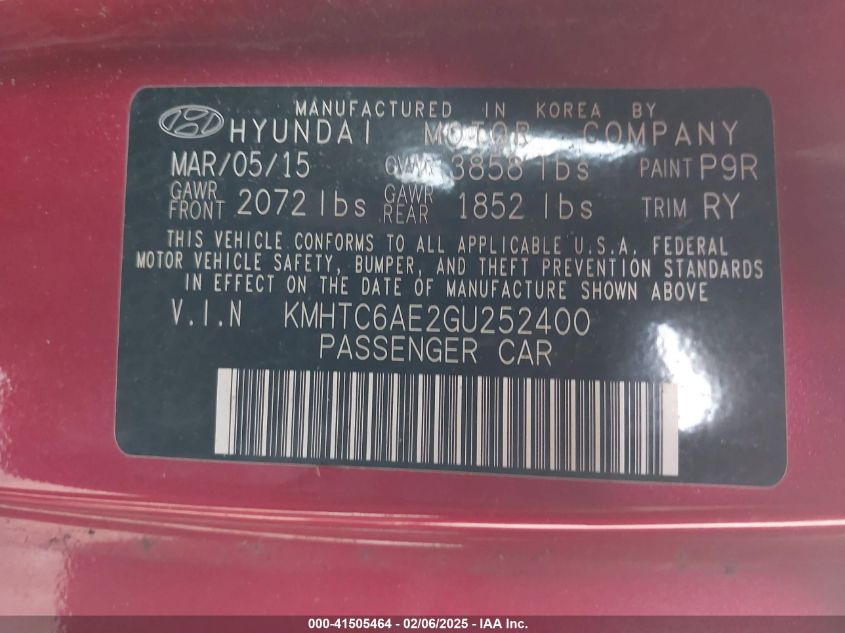 MANUFACTURED IN KOREA BY
HYUNDAI MOTOR COMPANY
MAR/05/15 GVWR 3858 lbs PAINT P9R
GAWR FRONT 2072 lbs GAWR REAR 1852 lbs TRIM RY
THIS VEHICLE CONFORMS TO ALL APPLICABLE U.S.A. FEDERAL
MOTOR VEHICLE SAFETY, BUMPER, AND THEFT PREVENTION STANDARDS
IN EFFECT ON THE DATE OF MANUFACTURE SHOWN ABOVE
V.I.N KMHTC6AE2GU252400
PASSENGER CAR
000-41505464 - 02/06/2025 - IAA Inc.